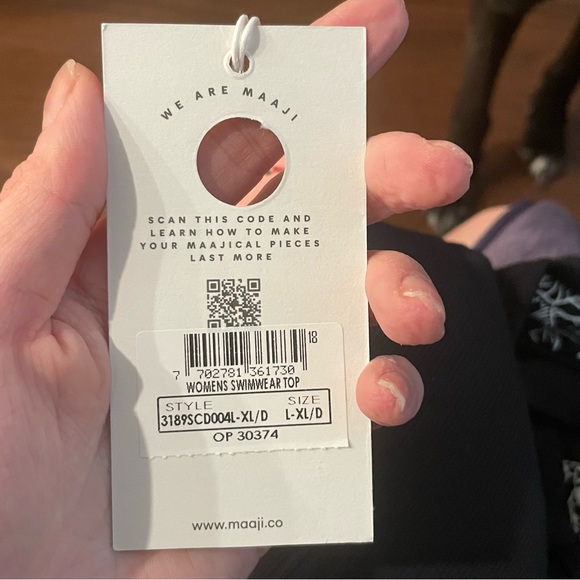 WE ARE MAAJI
SCAN THIS CODE AND
LEARN HOW TO MAKE
YOUR MAAJICAL PIECES
LAST MORE
18
7 702781 361730
WOMENS SWIMWEAR TOP
STYLE SIZE
3189SCD004L-XL/D L-XL/D
OP 30374
www.maaji.co